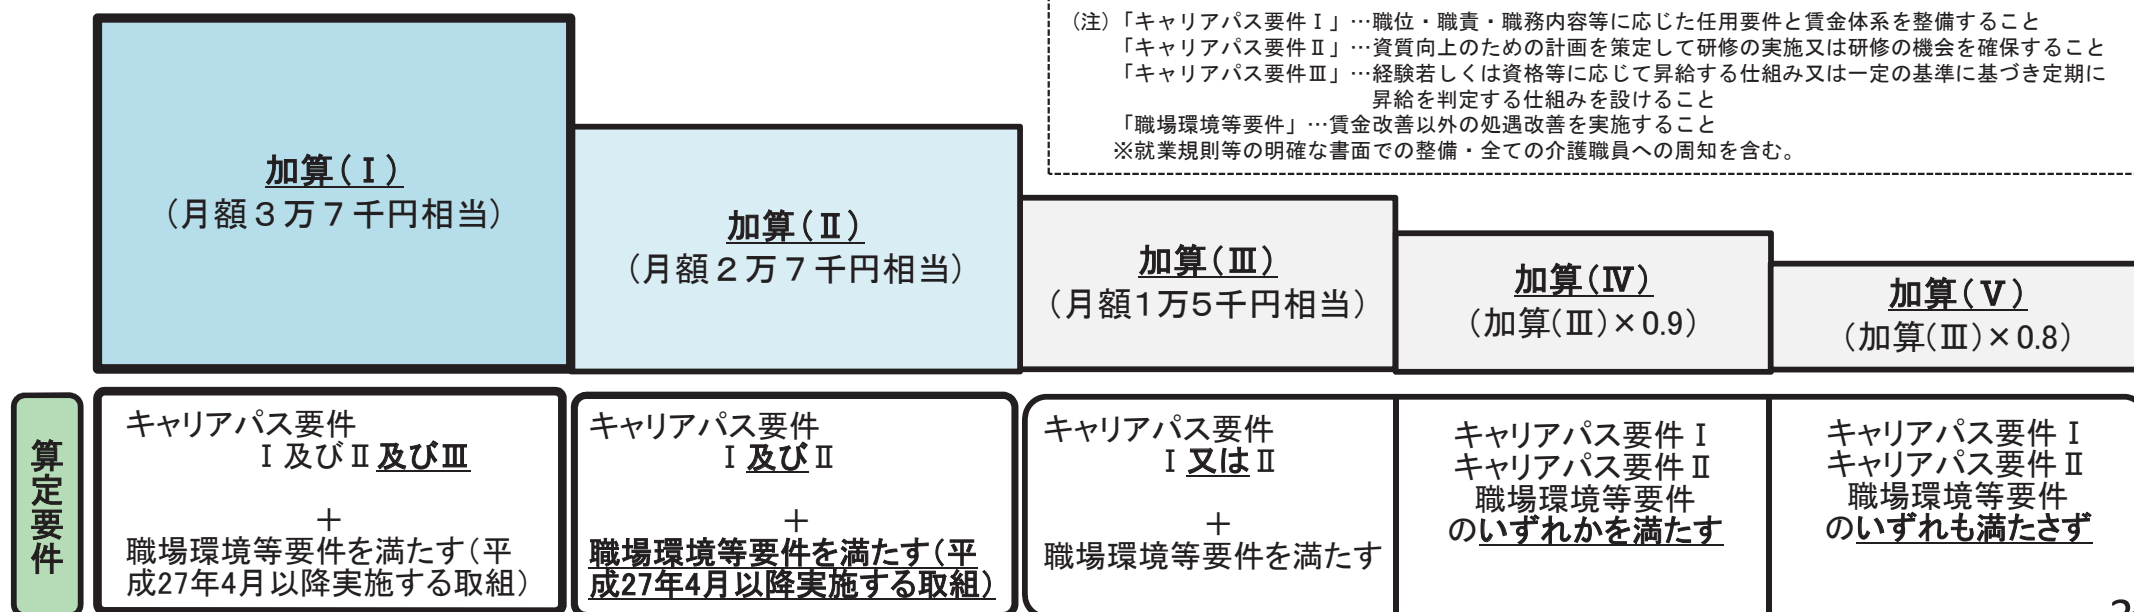 (注)「キャリアパス要件Ⅰ」…職位・職責・職務内容等に応じた任用要件と賃金体系を整備すること
「キャリアパス要件Ⅱ」…資質向上のための計画を策定して研修の実施又は研修の機会を確保すること
「キャリアパス要件Ⅲ」…経験若しくは資格等に応じて昇給する仕組み又は一定の基準に基づき定期に
昇給を判定する仕組みを設けること
「職場環境等要件」…賃金改善以外の処遇改善を実施すること
※就業規則等の明確な書面での整備・全ての介護職員への周知を含む。
加算(Ⅰ)
(月額3万7千円相当)
加算(Ⅱ)
(月額2万7千円相当)
加算(Ⅲ)
(月額1万5千円相当)
加算(Ⅳ)
(加算(Ⅲ)×0.9)
加算(Ⅴ)
(加算(Ⅲ)×0.8)
算定要件
キャリアパス要件
Ⅰ及びⅡ及びⅢ
+
職場環境等要件を満たす(平
成27年4月以降実施する取組)
キャリアパス要件
Ⅰ及びⅡ
+
職場環境等要件を満たす(平
成27年4月以降実施する取組)
キャリアパス要件
Ⅰ又はⅡ
+
職場環境等要件を満たす
キャリアパス要件Ⅰ
キャリアパス要件Ⅱ
職場環境等要件
のいずれかを満たす
キャリアパス要件Ⅰ
キャリアパス要件Ⅱ
職場環境等要件
のいずれも満たさず